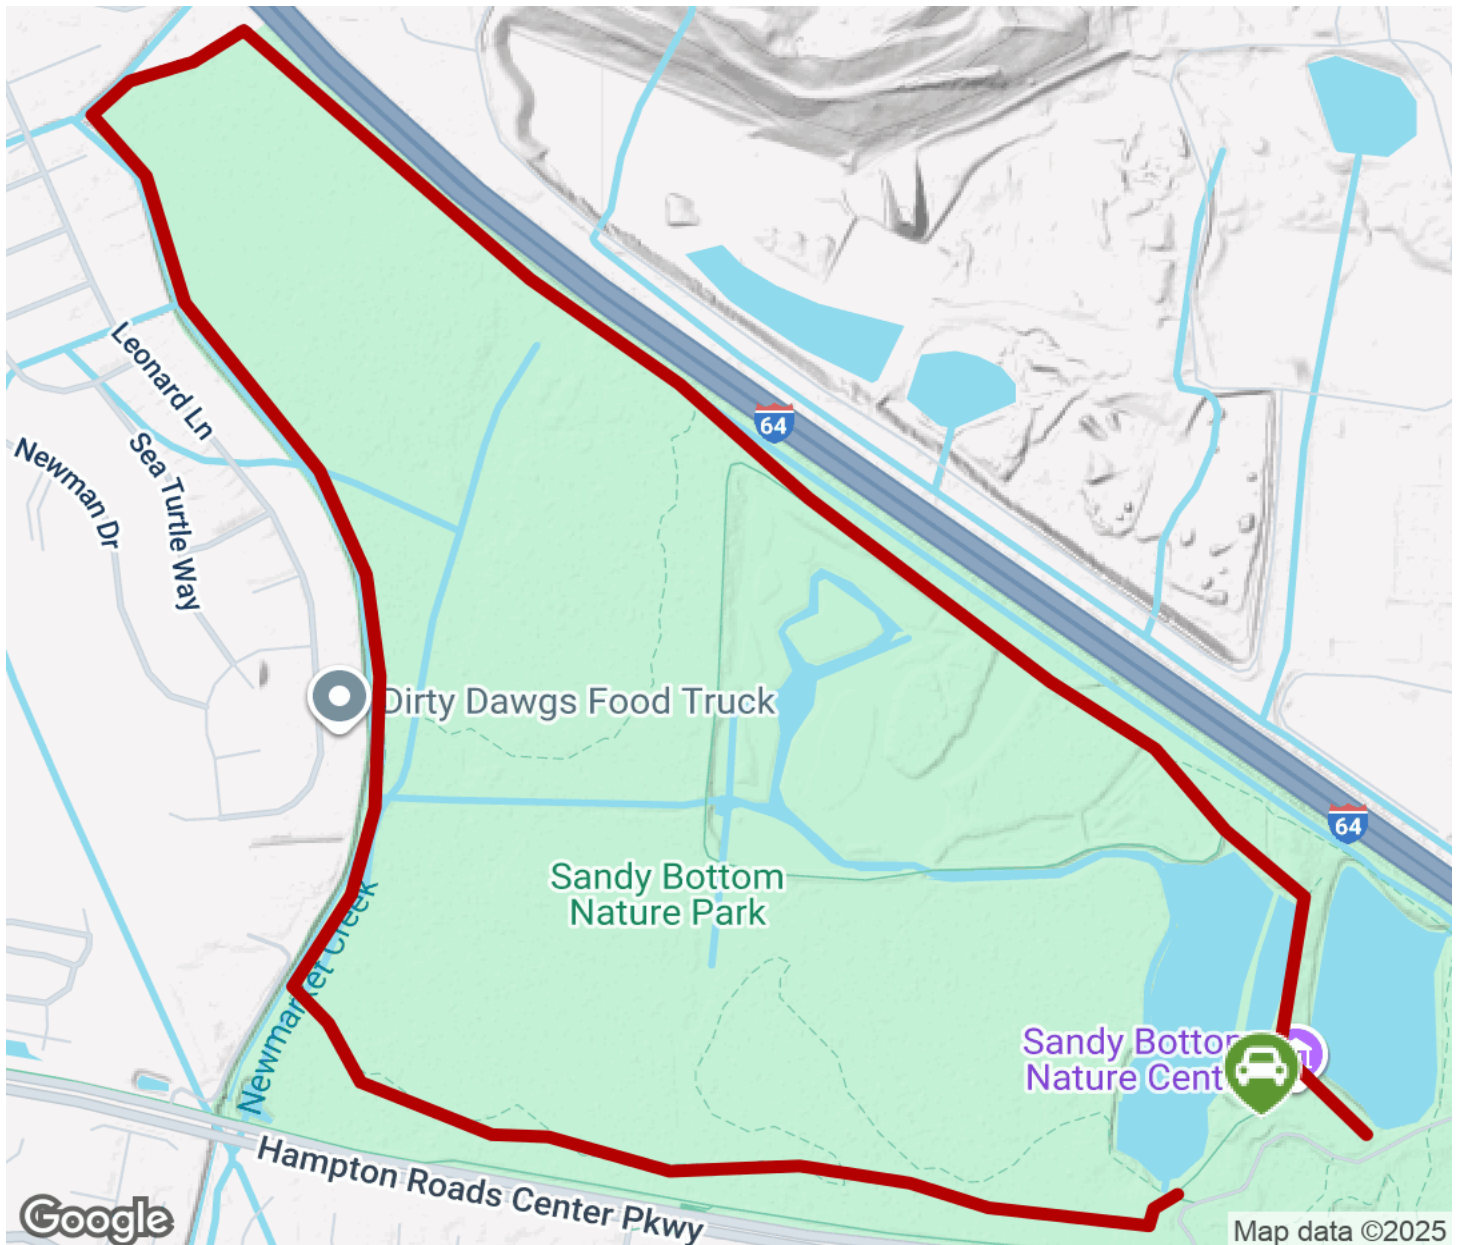 64
Leonard Ln
Sea Turtle Way
Newman Dr
Dirty Dawgs Food Truck
64
Sandy Bottom
Nature Park
Newmarket Creek
Sandy Bottom
Nature Cent
Hampton Roads Center Pkwy
Google
Map data ©2025